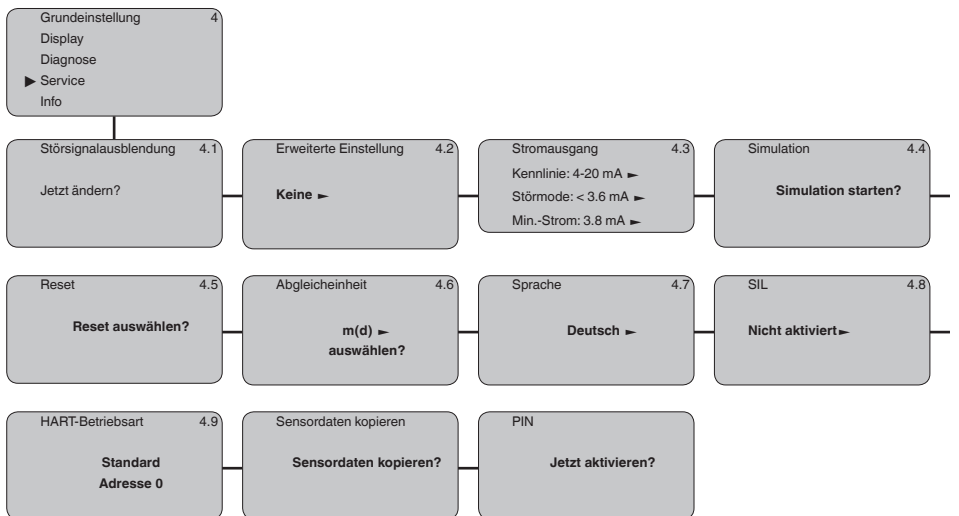 Grundeinstellung 4
Display
Diagnose
► Service
Info
Störsignalausblendung 4.1
Jetzt ändern?
Erweiterte Einstellung 4.2
Keine ►
Stromausgang 4.3
Kennlinie: 4-20 mA ►
Störmode: < 3.6 mA ►
Min.-Strom: 3.8 mA ►
Simulation 4.4
Simulation starten?
Reset 4.5
Reset auswählen?
Abgleicheinheit 4.6
m(d) ►
auswählen?
Sprache 4.7
Deutsch ►
SIL 4.8
Nicht aktiviert ►
HART-Betriebsart 4.9
Standard
Adresse 0
Sensordaten kopieren
Sensordaten kopieren?
PIN
Jetzt aktivieren?